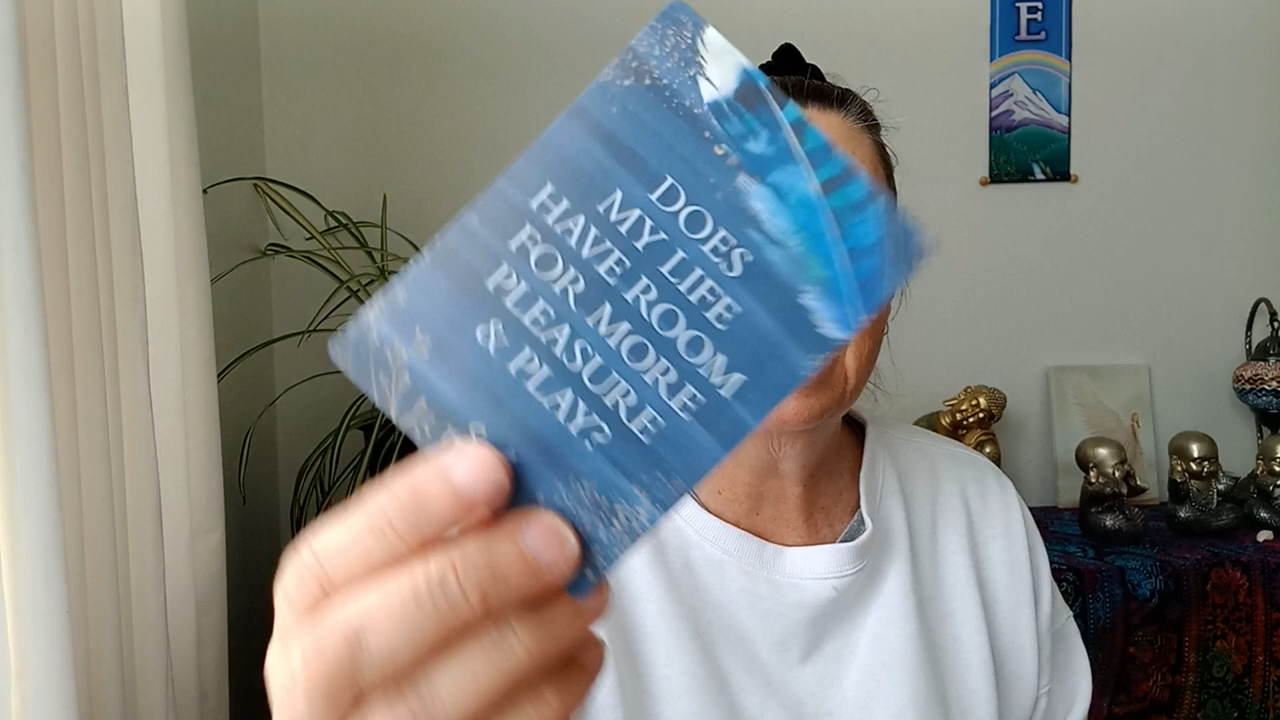 DOES
MY LIFE
HAVE ROOM
FOR MORE
PLEASURE
& PLAY?
E